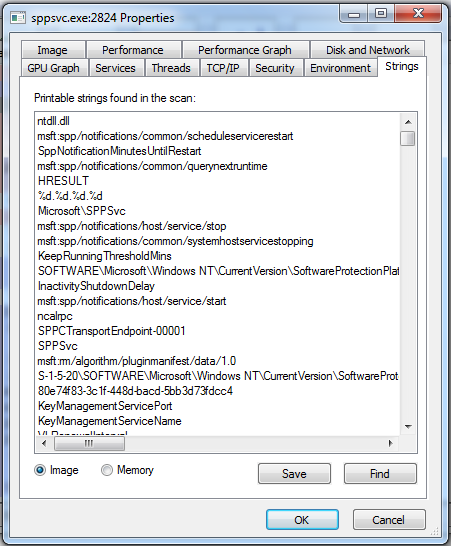 sppsvc.exe:2824 Properties
Image Performance Performance Graph Disk and Network
GPU Graph Services Threads TCP/IP Security Environment Strings
Printable strings found in the scan:
ntdll.dll
msft:spp/notifications/common/scheduleservicerestart
SppNotificationMinutesUntilRestart
msft:spp/notifications/common/querynextruntime
HRESULT
%d.%d.%d.%d
Microsoft\SPPSvc
msft:spp/notifications/host/service/stop
msft:spp/notifications/common/systemhostservicestopping
KeepRunningThresholdMins
SOFTWARE\Microsoft\Windows NT\CurrentVersion\SoftwareProtectionPlat
InactivityShutdownDelay
msft:spp/notifications/host/service/start
ncalrpc
SPPCTransportEndpoint-00001
SPPSvc
msft:rm/algorithm/pluginmanifest/data/1.0
S-1-5-20\SOFTWARE\Microsoft\Windows NT\CurrentVersion\SoftwareProt
80e74f83-3c1f-448d-bacd-5bb3d73fdcc4
KeyManagementServicePort
KeyManagementServiceName
VLRenewalInterval
Image Memory Save Find
OK Cancel